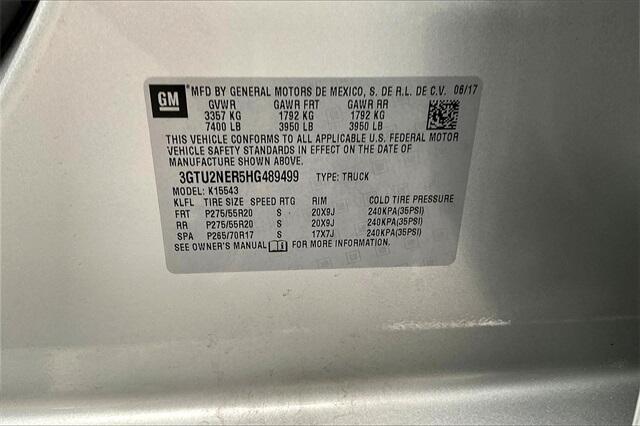 GM MFD BY GENERAL MOTORS DE MEXICO, S. DE R.L. DE C.V. 06/17
GVWR GAWR FRT GAWR RR
3357 KG 1792 KG 1792 KG
7400 LB 3950 LB 3950 LB
THIS VEHICLE CONFORMS TO ALL APPLICABLE U.S. FEDERAL MOTOR
VEHICLE SAFETY STANDARDS IN EFFECT ON THE DATE OF
MANUFACTURE SHOWN ABOVE.
3GTU2NER5HG489499 TYPE: TRUCK
MODEL: K15543
KLFL TIRE SIZE SPEED RTG RIM COLD TIRE PRESSURE
FRT P275/55R20 S 20X9J 240KPA(35PSI)
RR P275/55R20 S 20X9J 240KPA(35PSI)
SPA P265/70R17 S 17X7J 240KPA(35PSI)
SEE OWNER'S MANUAL FOR MORE INFORMATION.